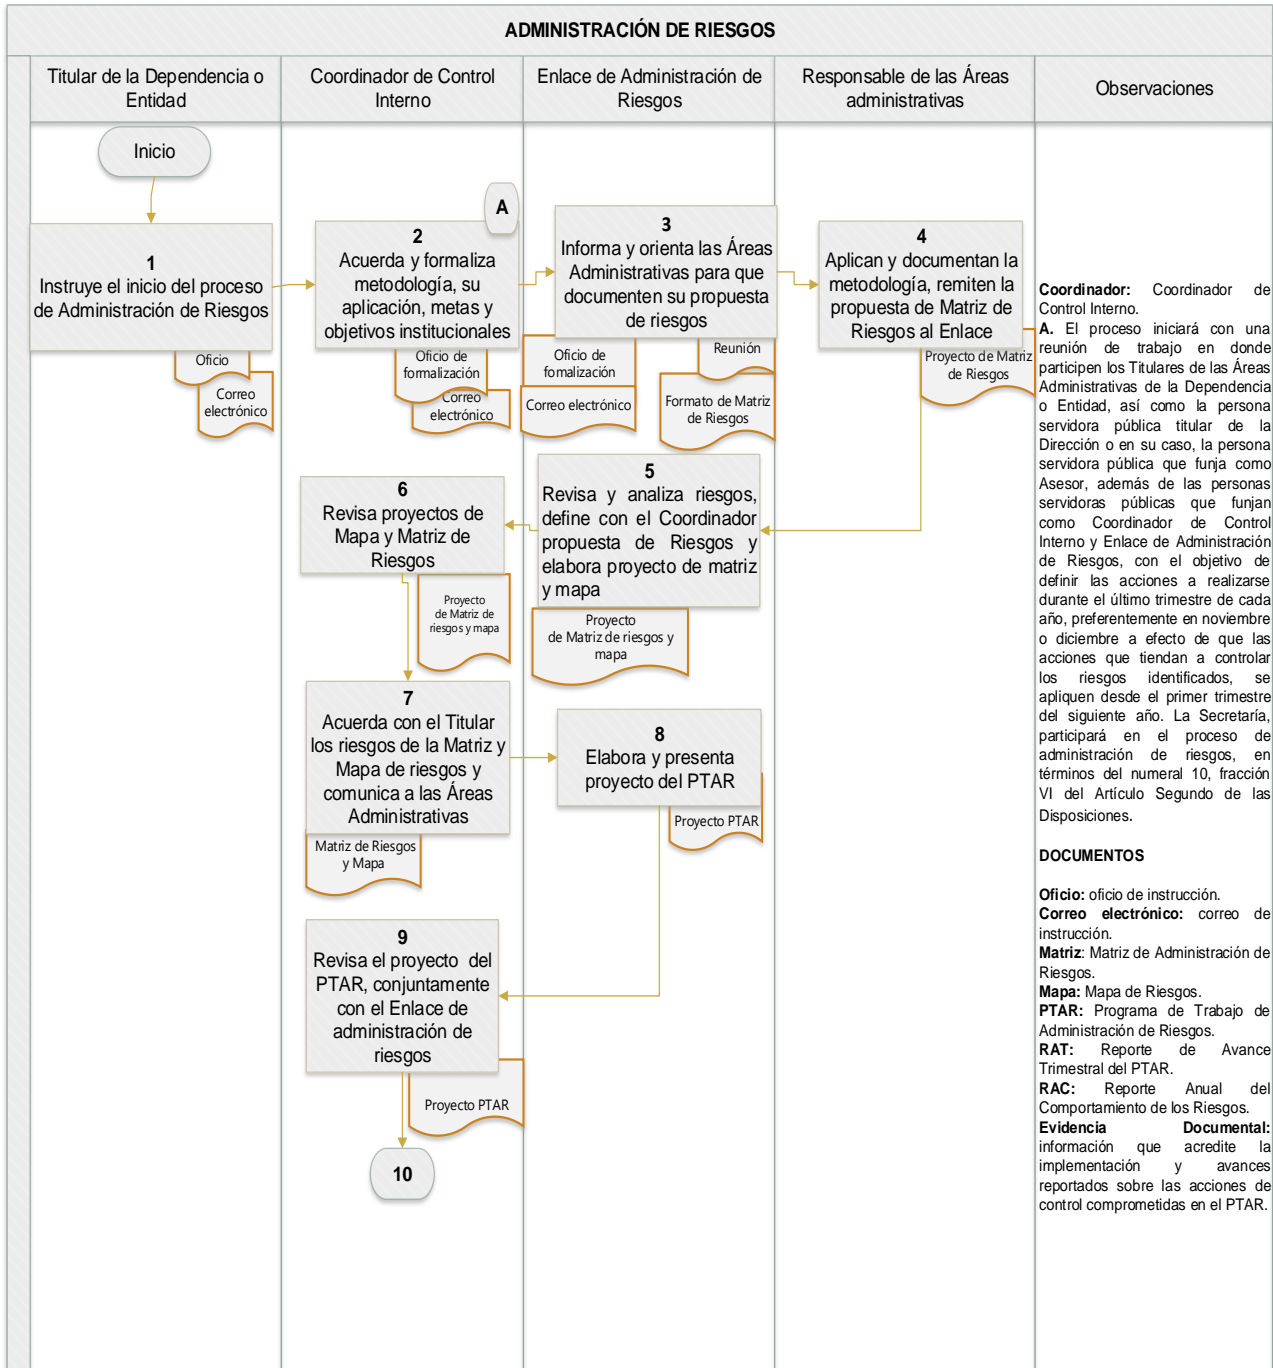 ADMINISTRACIÓN DE RIESGOS
Titular de la Dependencia o
Entidad
Coordinador de Control
Interno
Enlace de Administración de
Riesgos
Responsable de las Áreas
administrativas
Observaciones
Inicio
1
Instruye el inicio del proceso
de Administración de Riesgos
Oficio
Correo
electrónico
A
2
Acuerda y formaliza
metodología, su
aplicación, metas y
objetivos institucionales
Oficio de
fomalización
Correo
electrónico
3
Informa y orienta las Áreas
Administrativas para que
documenten su propuesta
de riesgos
Oficio de
fomalización
Correo electrónico
Reunión
Formato de Matriz
de Riesgos
4
Aplican y documentan la
metodología, remiten la
propuesta de Matriz de
Riesgos al Enlace
Proyecto de Matriz
de Riesgos
5
Revisa y analiza riesgos,
define con el Coordinador
propuesta de Riesgos y
elabora proyecto de matriz
y mapa
Proyecto
de Matriz de riesgos y
mapa
6
Revisa proyectos de
Mapa y Matriz de
Riesgos
Proyecto
de Matriz de
riesgos y mapa
7
Acuerda con el Titular
los riesgos de la Matriz y
Mapa de riesgos y
comunica a las Áreas
Administrativas
Matriz de Riesgos
y Mapa
8
Elabora y presenta
proyecto del PTAR
Proyecto PTAR
9
Revisa el proyecto del
PTAR, conjuntamente
con el Enlace de
administración de
riesgos
Proyecto PTAR
10
Coordinador: Coordinador de
Control Interno.
A. El proceso iniciará con una
reunión de trabajo en donde
participen los Titulares de las Áreas
Administrativas de la Dependencia
o Entidad, así como la persona
servidora pública titular de la
Dirección o en su caso, la persona
servidora pública que funja como
Asesor, además de las personas
servidoras públicas que funjan
como Coordinador de Control
Interno y Enlace de Administración
de Riesgos, con el objetivo de
definir las acciones a realizarse
durante el último trimestre de cada
año, preferentemente en noviembre
o diciembre a efecto de que las
acciones que tiendan a controlar
los riesgos identificados, se
apliquen desde el primer trimestre
del siguiente año. La Secretaría,
participará en el proceso de
administración de riesgos, en
términos del numeral 10, fracción
VI del Artículo Segundo de las
Disposiciones.
DOCUMENTOS
Oficio: oficio de instrucción.
Correo electrónico: correo de
instrucción.
Matriz: Matriz de Administración de
Riesgos.
Mapa: Mapa de Riesgos.
PTAR: Programa de Trabajo de
Administración de Riesgos.
RAT: Reporte de Avance
Trimestral del PTAR.
RAC: Reporte Anual del
Comportamiento de los Riesgos.
Evidencia Documental:
información que acredite la
implementación y avances
reportados sobre las acciones de
control comprometidas en el PTAR.